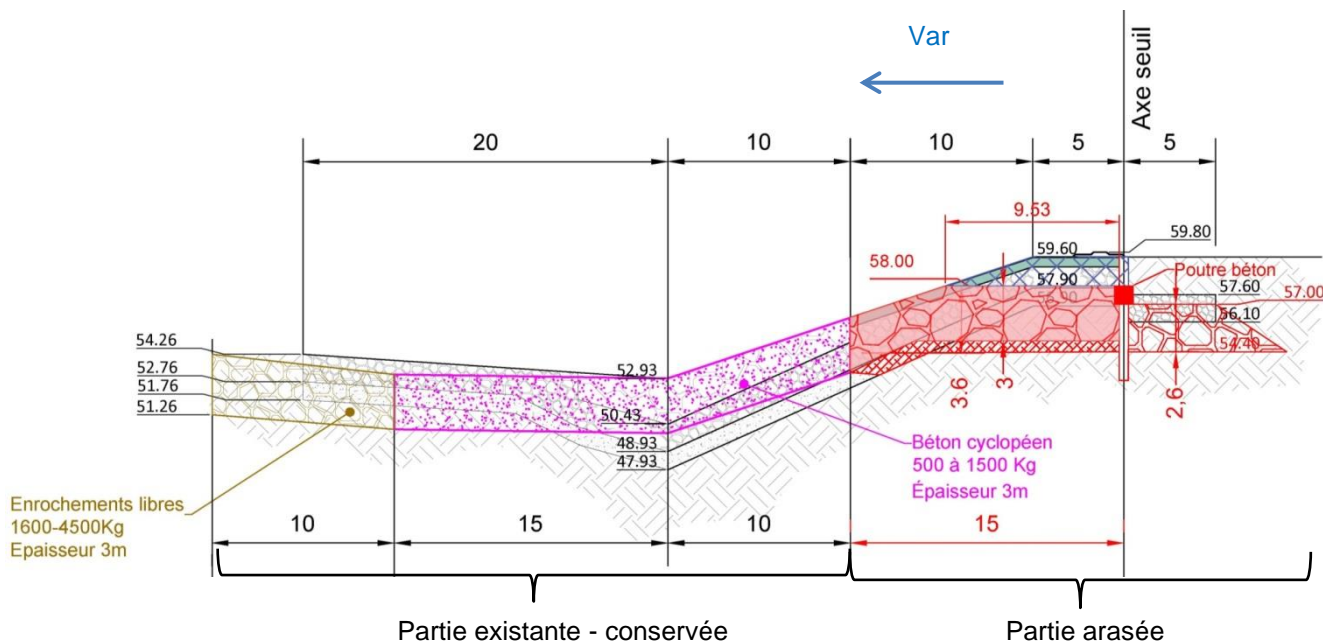 Var
Axe seuil
20
10
10
5
5
9.53
59.80
59.60
58.00
57.90
Poutre béton
57.60
57.00
56.10
54.40
54.26
52.76
51.76
51.26
52.93
50.43
48.93
47.93
3.6
3
2,6
Béton cyclopéen
500 à 1500 Kg
Épaisseur 3m
Enrochements libres
1600-4500Kg
Epaisseur 3m
10
15
10
15
Partie existante - conservée
Partie arasée